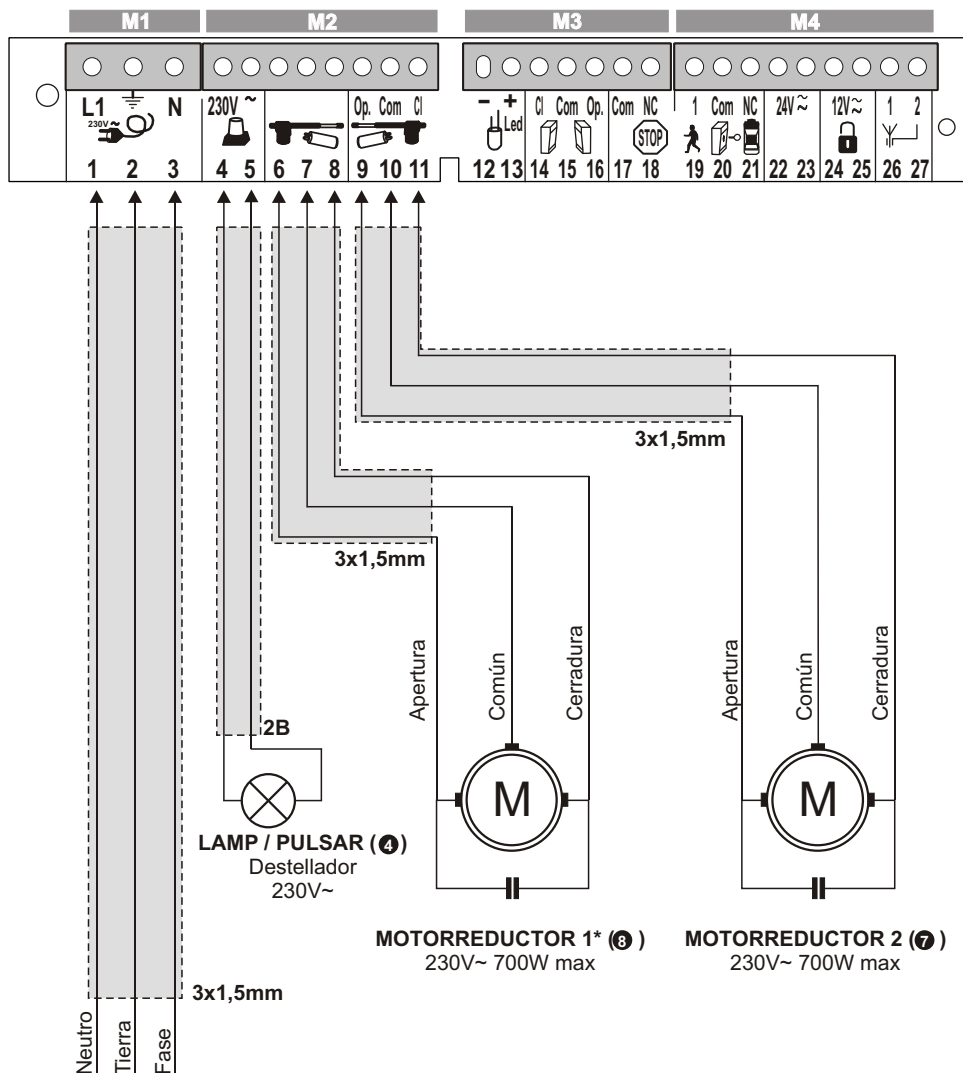 M1 M2 M3 M4
L1 N 230V ~ Op. Com Cl - + Cl Com Op. Com NC 1 Com NC 24V ~ 12V ~ 1 2
230V ~ Led STOP
1 2 3 4 5 6 7 8 9 10 11 12 13 14 15 16 17 18 19 20 21 22 23 24 25 26 27
3x1,5mm
3x1,5mm
Apertura Común Cerradura Apertura Común Cerradura
2B
M M
LAMP / PULSAR (4)
Destellador
230V~
MOTORREDUCTOR 1* (8) MOTORREDUCTOR 2 (7)
230V~ 700W max 230V~ 700W max
3x1,5mm
Neutro Tierra Fase